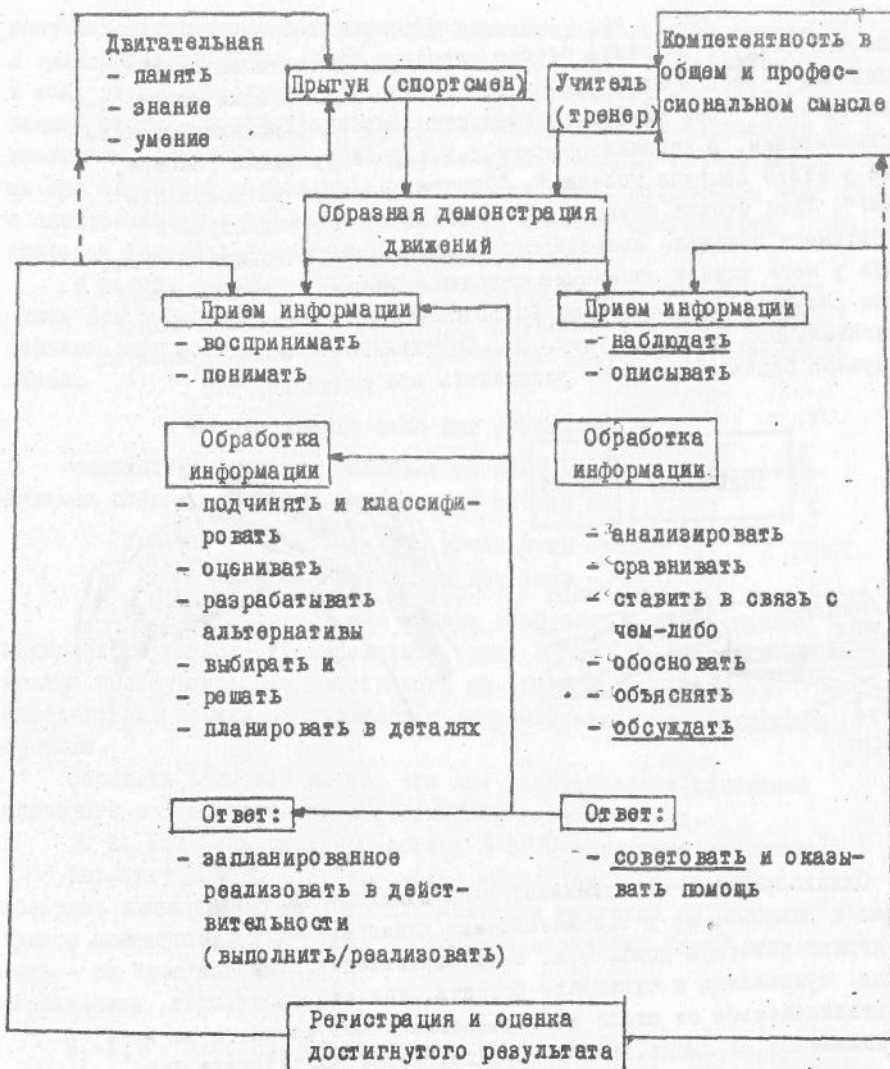 Двигательная
- память
- знание
- умение
Прыгун (спортсмен)
Учитель
(тренер)
Компетентность в
общем и профес-
сиональном смысле
Образная демонстрация
движений
Прием информации
- воспринимать
- понимать
Прием информации
- наблюдать
- описывать
Обработка
информации
- подчинять и классифи-
ровать
- оценивать
- разрабатывать
альтернативы
- выбирать и
решать
- планировать в деталях
Обработка
информации
- анализировать
- сравнивать
- ставить в связь с
чем-либо
- обосновать
- объяснять
- обсуждать
Ответ:
- запланированное
реализовать в дейст-
вительности
(выполнить/реализовать)
Ответ:
- советовать и оказы-
вать помощь
Регистрация и оценка
достигнутого результата